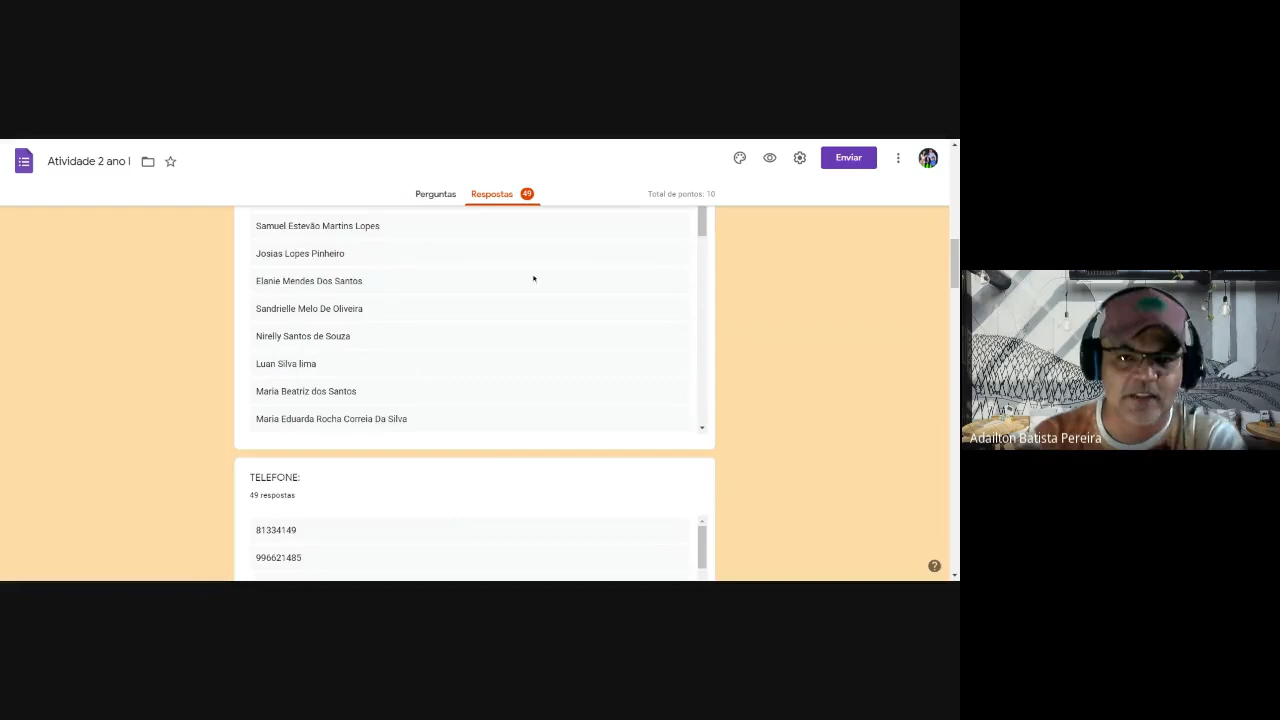 Atividade 2 ano I
Enviar
Perguntas
Respostas 49
Total de pontos: 10
Samuel Estevão Martins Lopes
Josias Lopes Pinheiro
Elanie Mendes Dos Santos
Sandrielle Melo De Oliveira
Nirelly Santos de Souza
Luan Silva lima
Maria Beatriz dos Santos
Maria Eduarda Rocha Correia Da Silva
Adailton Batista Pereira
TELEFONE:
49 respostas
81334149
996621485